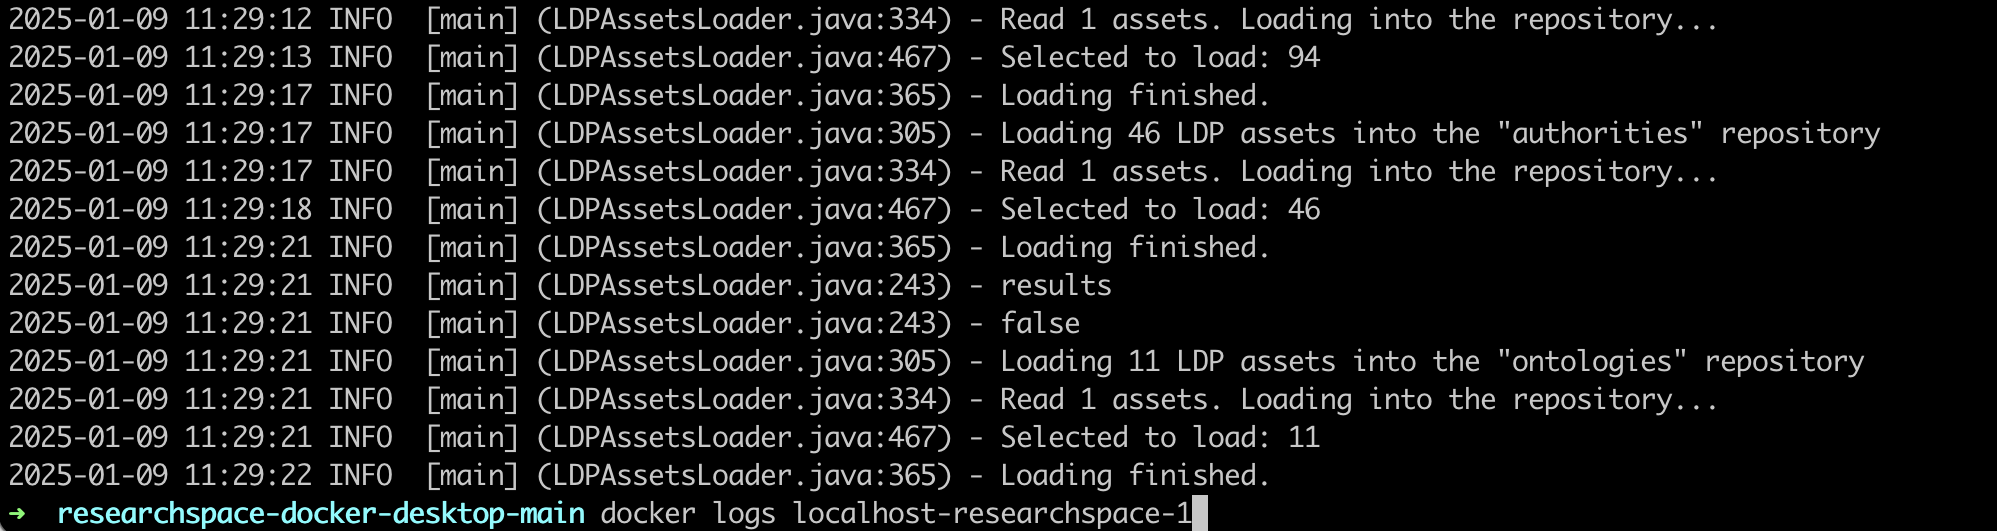 2025-01-09 11:29:12 INFO  [main] (LDPAssetsLoader.java:334) - Read 1 assets. Loading into the repository...
2025-01-09 11:29:13 INFO  [main] (LDPAssetsLoader.java:467) - Selected to load: 94
2025-01-09 11:29:17 INFO  [main] (LDPAssetsLoader.java:365) - Loading finished.
2025-01-09 11:29:17 INFO  [main] (LDPAssetsLoader.java:305) - Loading 46 LDP assets into the "authorities" repository
2025-01-09 11:29:17 INFO  [main] (LDPAssetsLoader.java:334) - Read 1 assets. Loading into the repository...
2025-01-09 11:29:18 INFO  [main] (LDPAssetsLoader.java:467) - Selected to load: 46
2025-01-09 11:29:21 INFO  [main] (LDPAssetsLoader.java:365) - Loading finished.
2025-01-09 11:29:21 INFO  [main] (LDPAssetsLoader.java:243) - results
2025-01-09 11:29:21 INFO  [main] (LDPAssetsLoader.java:243) - false
2025-01-09 11:29:21 INFO  [main] (LDPAssetsLoader.java:305) - Loading 11 LDP assets into the "ontologies" repository
2025-01-09 11:29:21 INFO  [main] (LDPAssetsLoader.java:334) - Read 1 assets. Loading into the repository...
2025-01-09 11:29:21 INFO  [main] (LDPAssetsLoader.java:467) - Selected to load: 11
2025-01-09 11:29:22 INFO  [main] (LDPAssetsLoader.java:365) - Loading finished.
➜  researchspace-docker-desktop-main docker logs localhost-researchspace-1